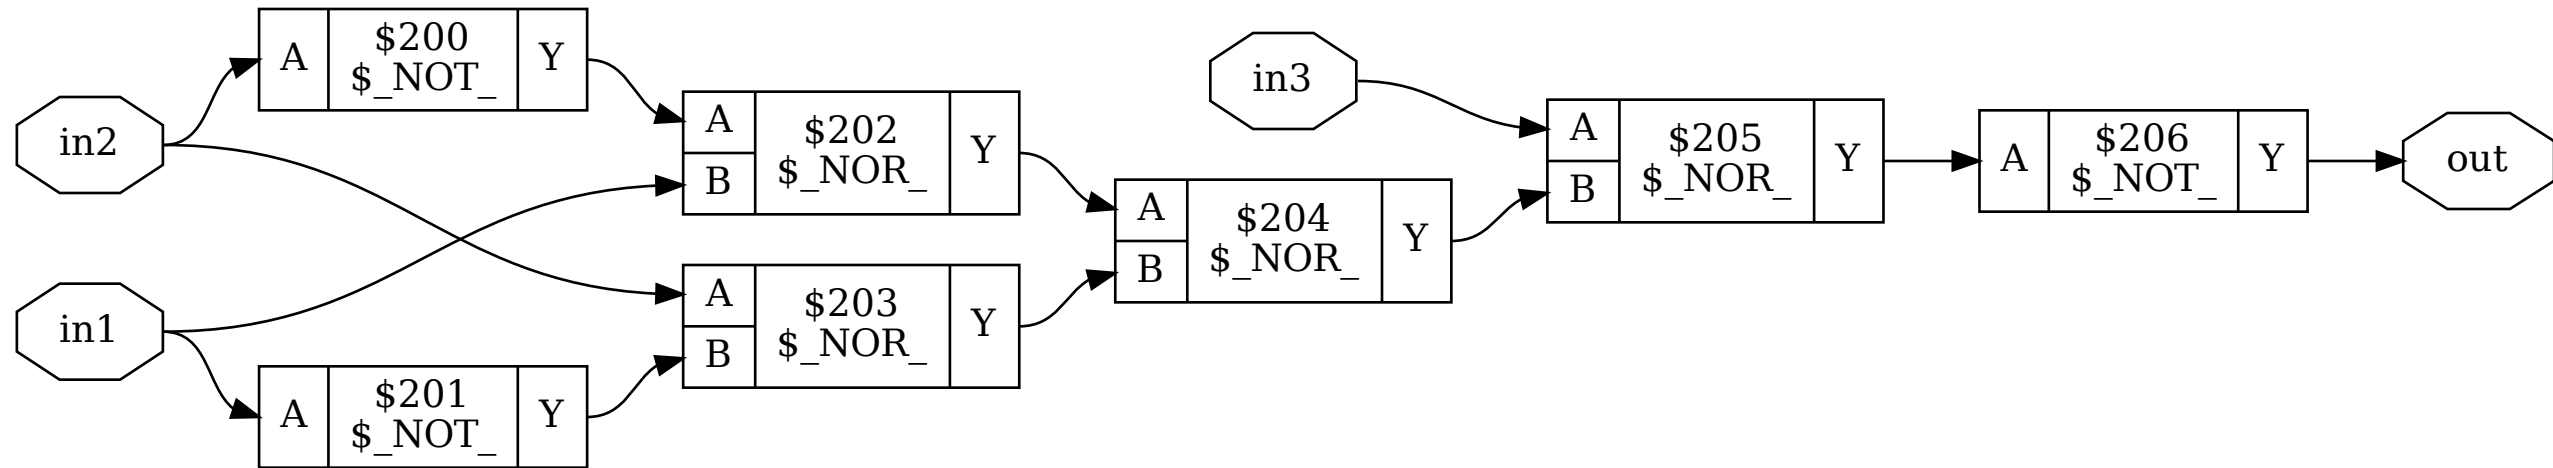 in2
in1
A
$200
$_NOT_
Y
A
$201
$_NOT_
Y
A
B
$202
$_NOR_
Y
A
B
$203
$_NOR_
Y
A
B
$204
$_NOR_
Y
in3
A
B
$205
$_NOR_
Y
A
$206
$_NOT_
Y
out